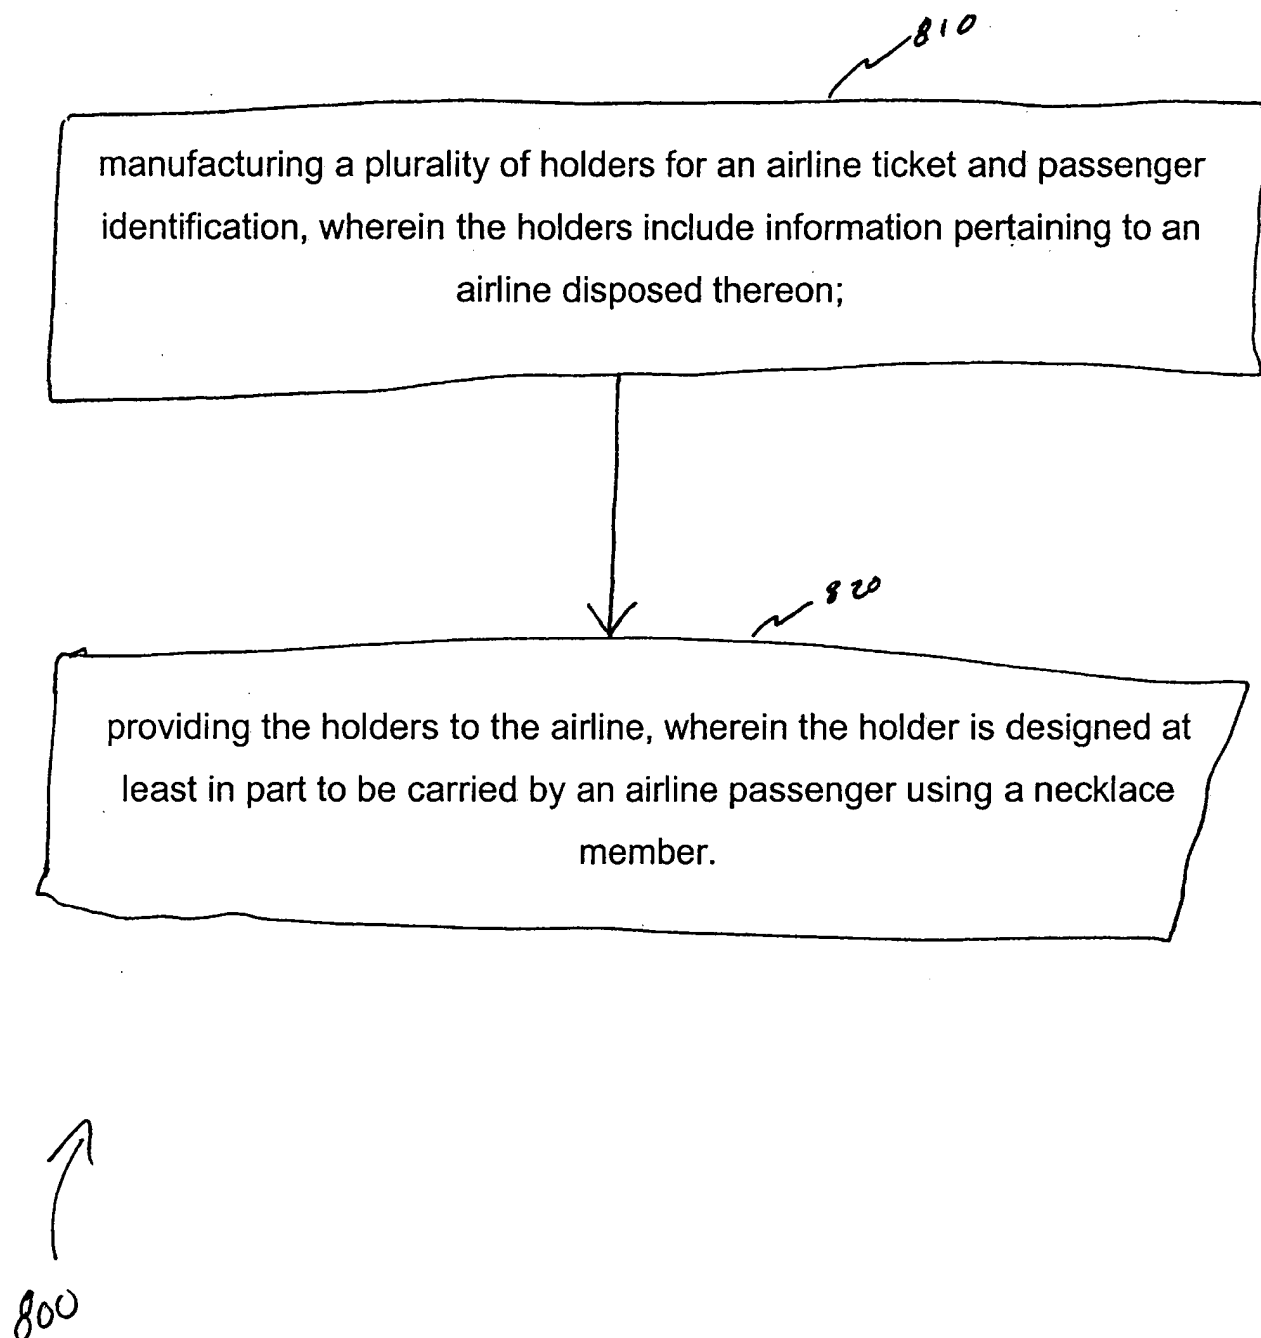 810
manufacturing a plurality of holders for an airline ticket and passenger
identification, wherein the holders include information pertaining to an
airline disposed thereon;
820
providing the holders to the airline, wherein the holder is designed at
least in part to be carried by an airline passenger using a necklace
member.
800